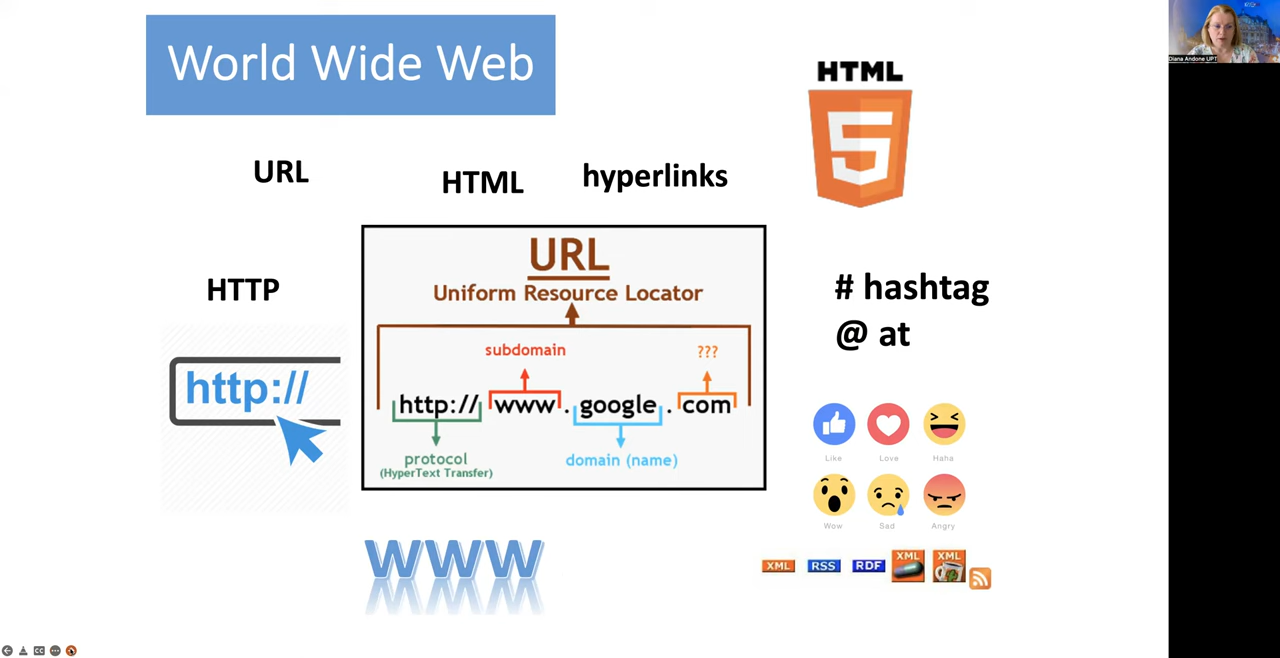 World Wide Web
Diana Andone UPT
HTML
5
URL
HTML
hyperlinks
URL
Uniform Resource Locator
HTTP
# hashtag
@ at
subdomain
???
http://
http:// www . google . com
protocol
(HyperText Transfer)
domain (name)
Like
Love
Haha
Wow
Sad
Angry
www
XML
RSS
RDF
XML
XML
CC